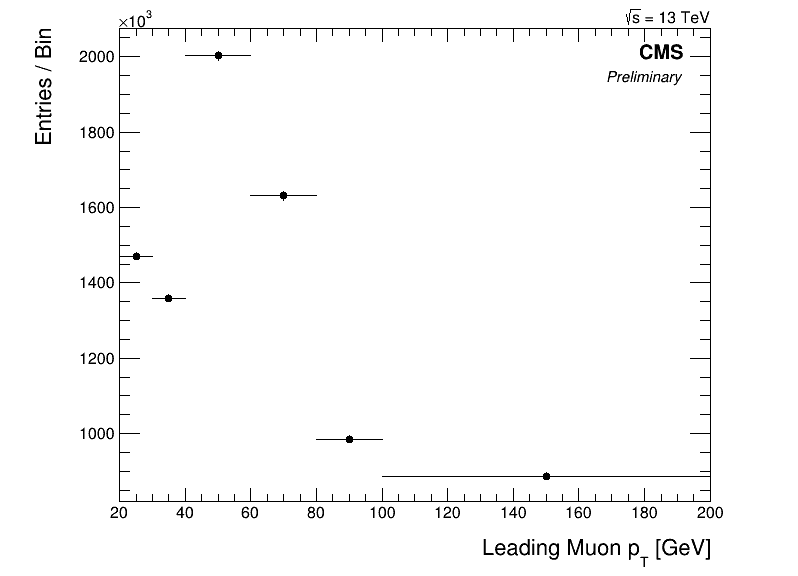 ×10³
√s = 13 TeV
Entries / Bin
CMS
Preliminary
2000
1800
1600
1400
1200
1000
20 40 60 80 100 120 140 160 180 200
Leading Muon p_T [GeV]